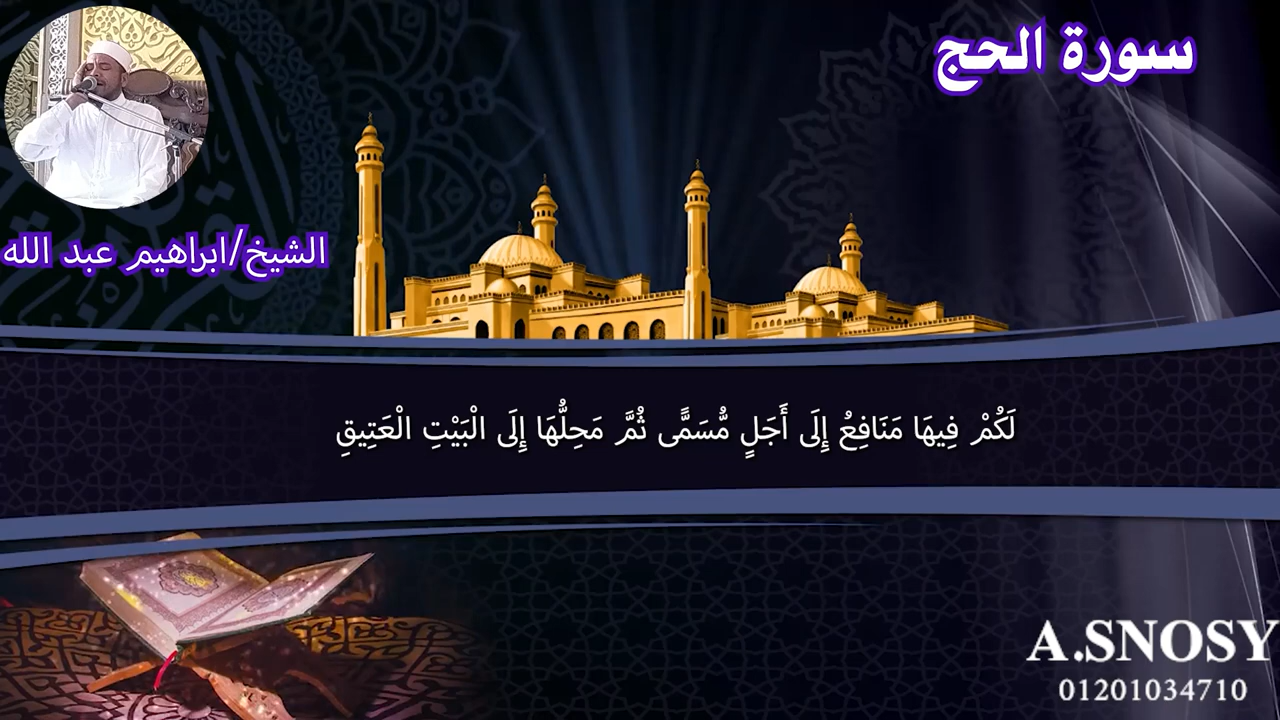 سورة الحج
الشيخ/ابراهيم عبد الله
لَكُمْ فِيهَا مَنَافِعُ إِلَى أَجَلٍ مُّسَمًّى ثُمَّ مَحِلُّهَا إِلَى الْبَيْتِ الْعَتِيقِ
A.SNOSY
01201034710